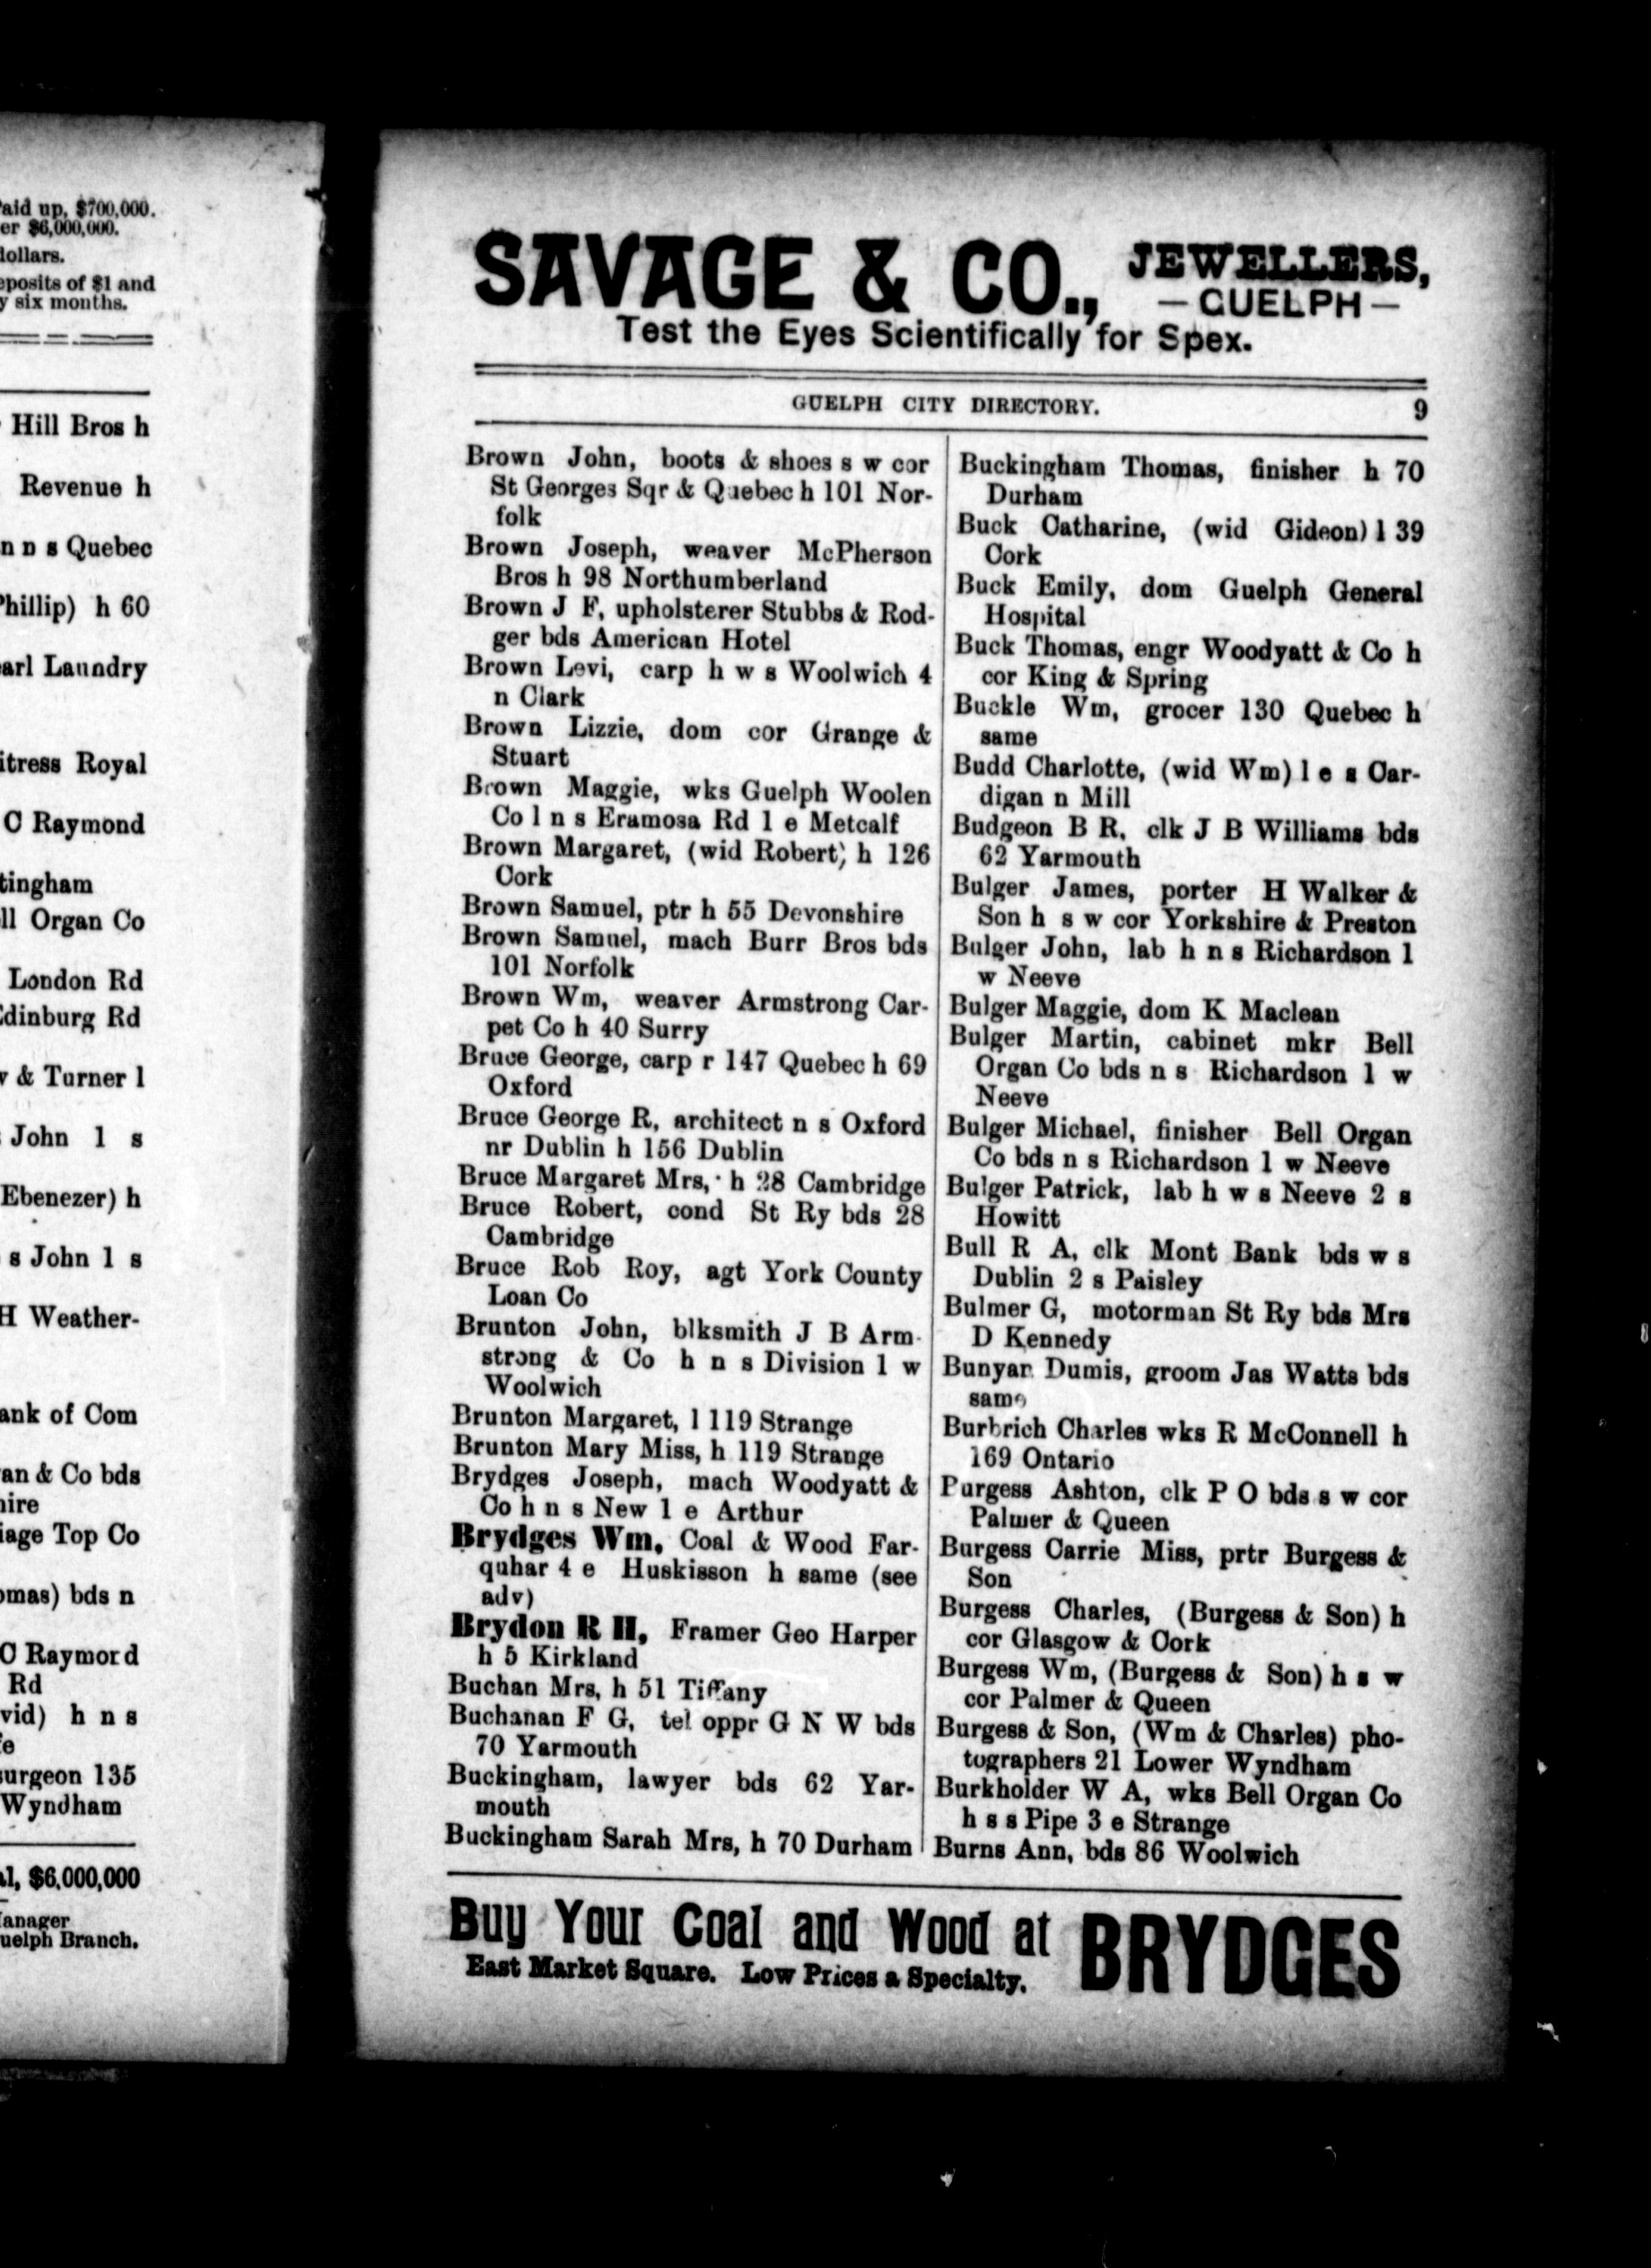 aid up, $700,000.
er $6,000,000.
dollars.
eposits of $1 and
y six months.
Hill Bros h
Revenue h
n n s Quebec
Phillip) h 60
earl Laundry
itress Royal
C Raymond
tingham
ll Organ Co
London Rd
Edinburg Rd
& Turner l
John 1 s
Ebenezer) h
s John 1 s
H Weather-
ank of Com
an & Co bds
hire
iage Top Co
omas) bds n
C Raymord
Rd
vid) h n s
urgeon 135
Wyndham
al, $6,000,000
anager
uelph Branch.
SAVAGE & CO., JEWELLERS,
— GUELPH —
Test the Eyes Scientifically for Spex.
GUELPH CITY DIRECTORY. 9
Brown John, boots & shoes s w cor
St Georges Sqr & Quebec h 101 Nor-
folk
Brown Joseph, weaver McPherson
Bros h 98 Northumberland
Brown J F, upholsterer Stubbs & Rod-
ger bds American Hotel
Brown Levi, carp h w s Woolwich 4
n Clark
Brown Lizzie, dom cor Grange &
Stuart
Brown Maggie, wks Guelph Woolen
Co l n s Eramosa Rd 1 e Metcalf
Brown Margaret, (wid Robert) h 126
Cork
Brown Samuel, ptr h 55 Devonshire
Brown Samuel, mach Burr Bros bds
101 Norfolk
Brown Wm, weaver Armstrong Car-
pet Co h 40 Surry
Bruce George, carp r 147 Quebec h 69
Oxford
Bruce George R, architect n s Oxford
nr Dublin h 156 Dublin
Bruce Margaret Mrs, h 28 Cambridge
Bruce Robert, cond St Ry bds 28
Cambridge
Bruce Rob Roy, agt York County
Loan Co
Brunton John, blksmith J B Arm-
strong & Co h n s Division 1 w
Woolwich
Brunton Margaret, l 119 Strange
Brunton Mary Miss, h 119 Strange
Brydges Joseph, mach Woodyatt &
Co h n s New 1 e Arthur
Brydges Wm, Coal & Wood Far-
quhar 4 e Huskisson h same (see
adv)
Brydon R H, Framer Geo Harper
h 5 Kirkland
Buchan Mrs, h 51 Tiffany
Buchanan F G, tel oppr G N W bds
70 Yarmouth
Buckingham, lawyer bds 62 Yar-
mouth
Buckingham Sarah Mrs, h 70 Durham
Buckingham Thomas, finisher h 70
Durham
Buck Catharine, (wid Gideon) l 39
Cork
Buck Emily, dom Guelph General
Hospital
Buck Thomas, engr Woodyatt & Co h
cor King & Spring
Buckle Wm, grocer 130 Quebec h
same
Budd Charlotte, (wid Wm) l e s Car-
digan n Mill
Budgeon B R, clk J B Williams bds
62 Yarmouth
Bulger James, porter H Walker &
Son h s w cor Yorkshire & Preston
Bulger John, lab h n s Richardson 1
w Neeve
Bulger Maggie, dom K Maclean
Bulger Martin, cabinet mkr Bell
Organ Co bds n s Richardson 1 w
Neeve
Bulger Michael, finisher Bell Organ
Co bds n s Richardson 1 w Neeve
Bulger Patrick, lab h w s Neeve 2 s
Howitt
Bull R A, clk Mont Bank bds w s
Dublin 2 s Paisley
Bulmer G, motorman St Ry bds Mrs
D Kennedy
Bunyar Dumis, groom Jas Watts bds
same
Burbrich Charles wks R McConnell h
169 Ontario
Burgess Ashton, clk P O bds s w cor
Palmer & Queen
Burgess Carrie Miss, prtr Burgess &
Son
Burgess Charles, (Burgess & Son) h
cor Glasgow & Cork
Burgess Wm, (Burgess & Son) h s w
cor Palmer & Queen
Burgess & Son, (Wm & Charles) pho-
tographers 21 Lower Wyndham
Burkholder W A, wks Bell Organ Co
h s s Pipe 3 e Strange
Burns Ann, bds 86 Woolwich
Buy Your Coal and Wood at BRYDGES
East Market Square. Low Prices a Specialty.